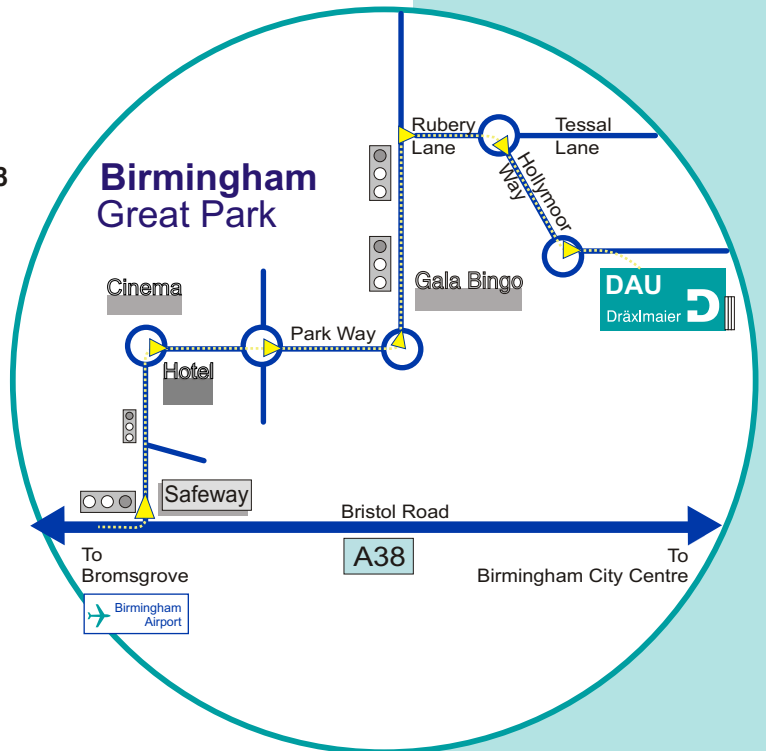 Rubery
Lane
Tessal
Lane
3
Birmingham
Great Park
Hollymoor
Way
Cinema
Gala Bingo
DAU
Dräxlmaier
Park Way
Hotel
Safeway
Bristol Road
A38
To
Bromsgrove
To
Birmingham City Centre
Birmingham
Airport